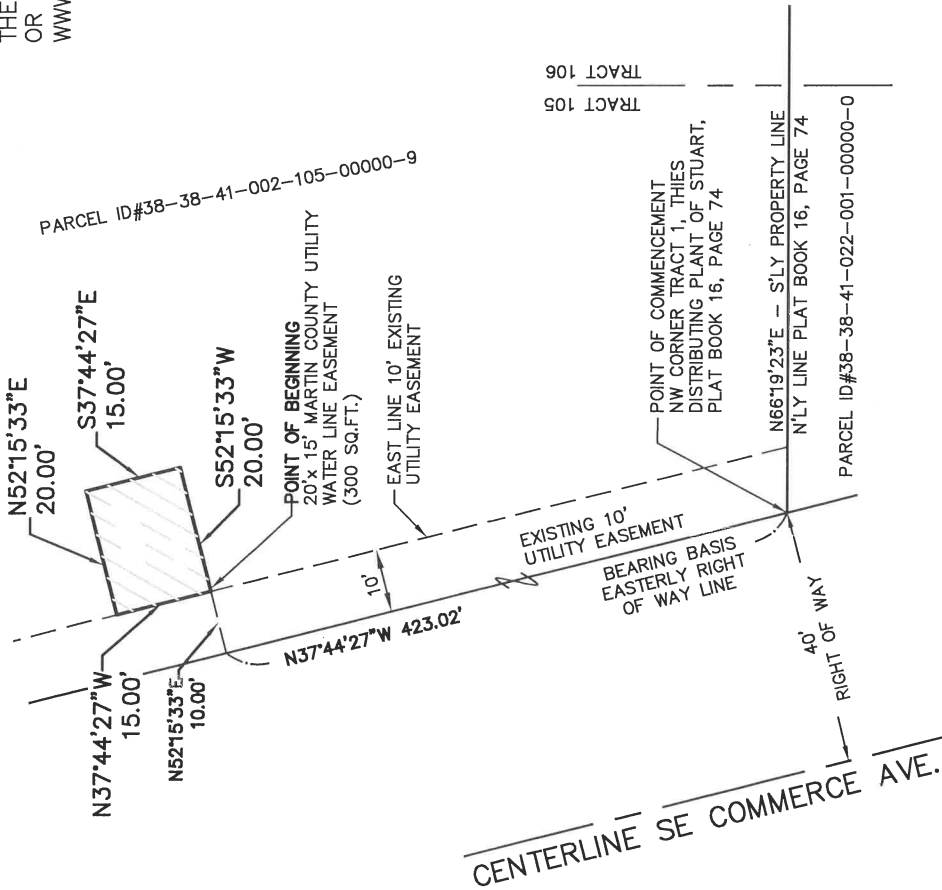 THE
OR
WWW
TRACT 106
TRACT 105
PARCEL ID#38-38-41-002-105-00000-9
N52°15'33"E
20.00'
S37°44'27"E
15.00'
S52°15'33"W
20.00'
POINT OF BEGINNING
20'x 15' MARTIN COUNTY UTILITY
WATER LINE EASEMENT
(300 SQ.FT.)
EAST LINE 10' EXISTING
UTILITY EASEMENT
N37°44'27"W
15.00'
N52°15'33"E
10.00'
10'
N37°44'27"W 423.02'
EXISTING 10'
UTILITY EASEMENT
BEARING BASIS
EASTERLY RIGHT
OF WAY LINE
POINT OF COMMENCEMENT
NW CORNER TRACT 1, THIES
DISTRIBUTING PLANT OF STUART,
PLAT BOOK 16, PAGE 74
N66°19'23"E – S'LY PROPERTY LINE
N'LY LINE PLAT BOOK 16, PAGE 74
PARCEL ID#38-38-41-022-001-00000-0
40'
RIGHT OF WAY
CENTERLINE SE COMMERCE AVE.